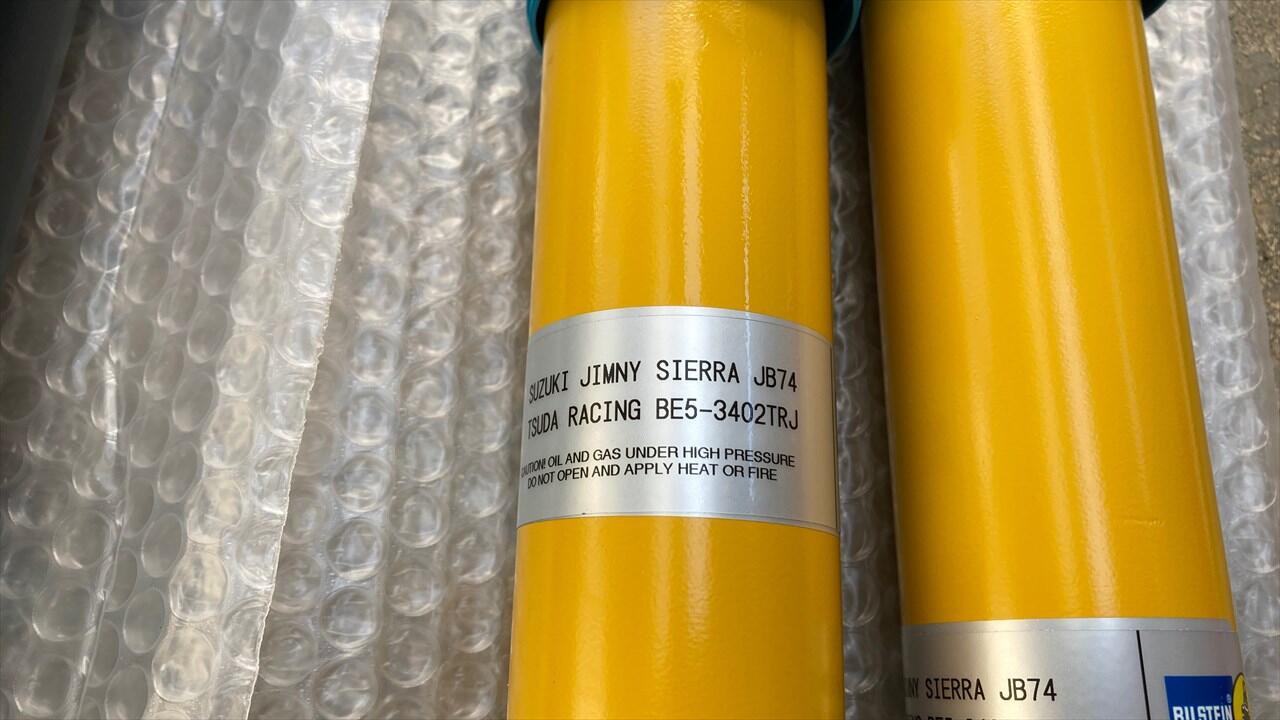 SUZUKI JIMNY SIERRA JB74
TSUDA RACING BE5-3402TRJ
CAUTION! OIL AND GAS UNDER HIGH PRESSURE
DO NOT OPEN AND APPLY HEAT OR FIRE
SIERRA JB74
BILSTEIN